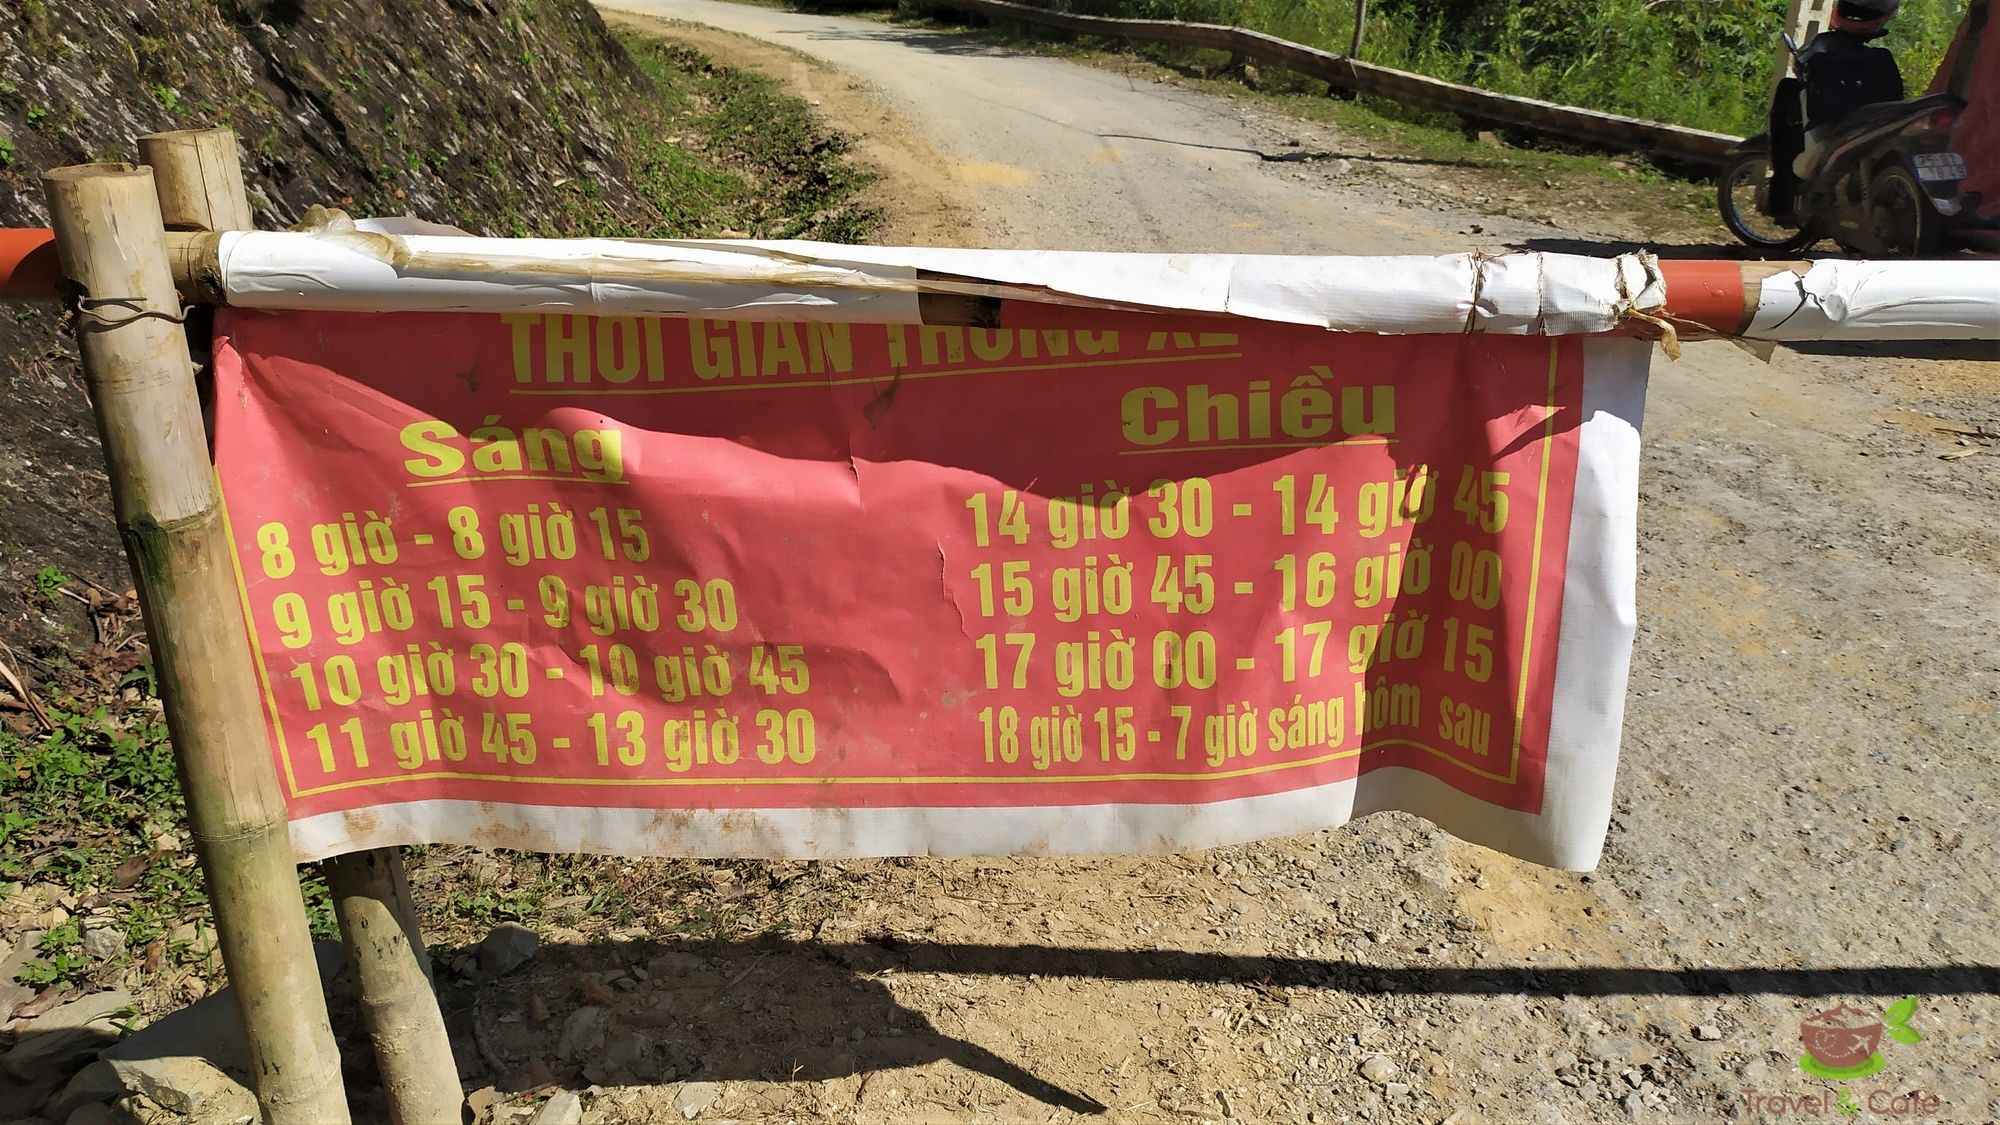 THỜI GIAN THÔNG XE
Sáng
8 giờ - 8 giờ 15
9 giờ 15 - 9 giờ 30
10 giờ 30 - 10 giờ 45
11 giờ 45 - 13 giờ 30
Chiều
14 giờ 30 - 14 giờ 45
15 giờ 45 - 16 giờ 00
17 giờ 00 - 17 giờ 15
18 giờ 15 - 7 giờ sáng hôm sau
Travel & Cafe